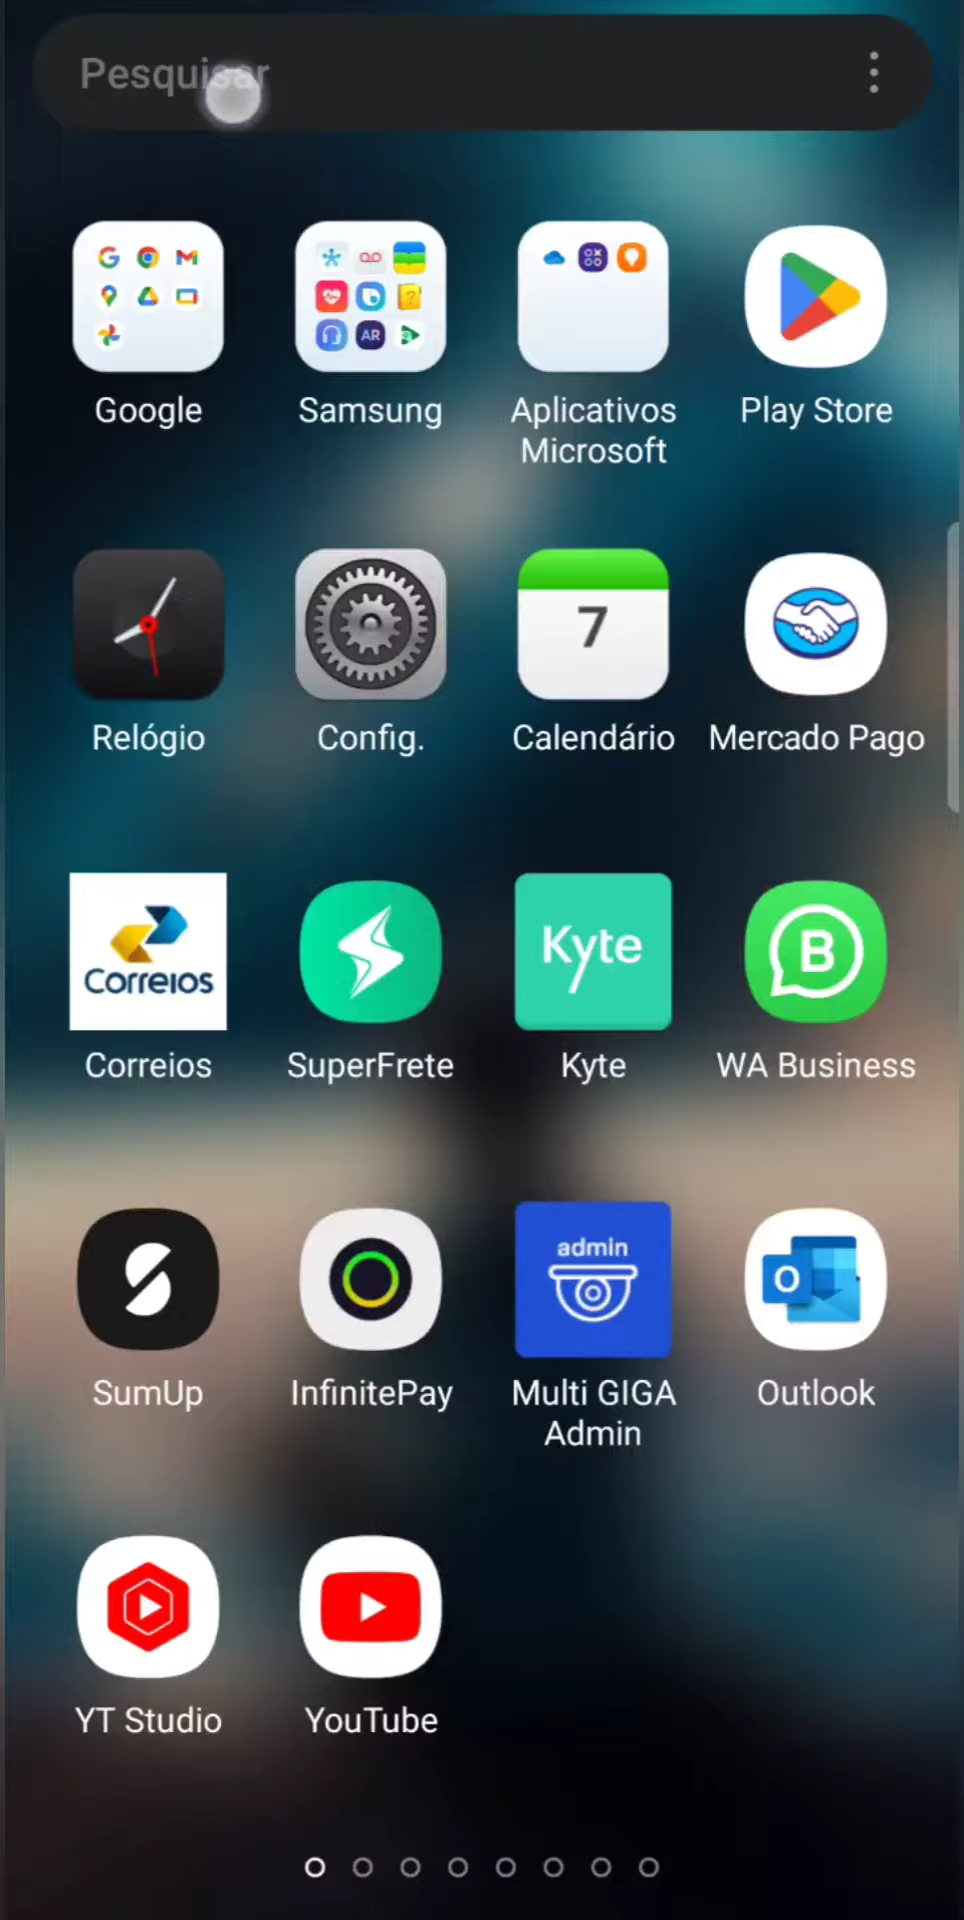 Pesquisar
Google
Samsung
Aplicativos
Microsoft
Play Store
AR
Relógio
Config.
7
Calendário
Mercado Pago
Correios
Correios
SuperFrete
Kyte
Kyte
B
WA Business
SumUp
InfinitePay
admin
Multi GIGA
Admin
O
Outlook
YT Studio
YouTube